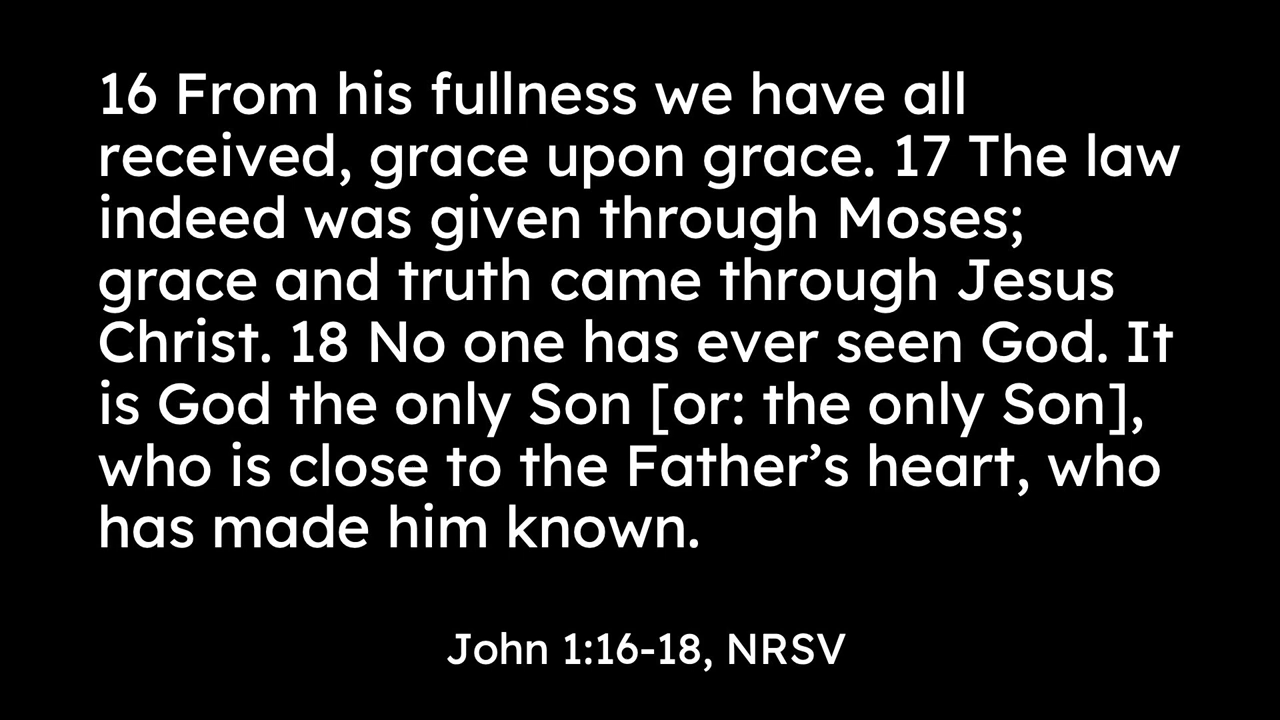 16 From his fullness we have all
received, grace upon grace. 17 The law
indeed was given through Moses;
grace and truth came through Jesus
Christ. 18 No one has ever seen God. It
is God the only Son [or: the only Son],
who is close to the Father’s heart, who
has made him known.
John 1:16-18, NRSV